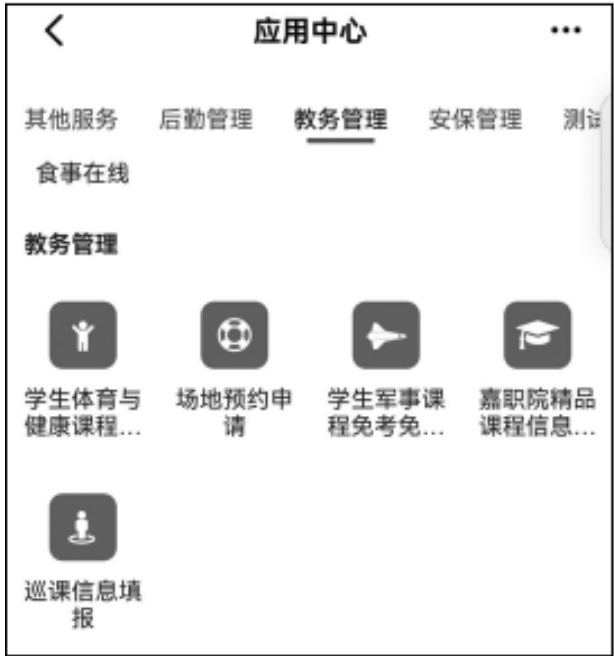 应用中心
其他服务 后勤管理 教务管理 安保管理 测试
食事在线
教务管理
学生体育与 场地预约申 学生军事课 嘉职院精品
健康课程... 请 程免考免... 课程信息...
巡课信息填
报